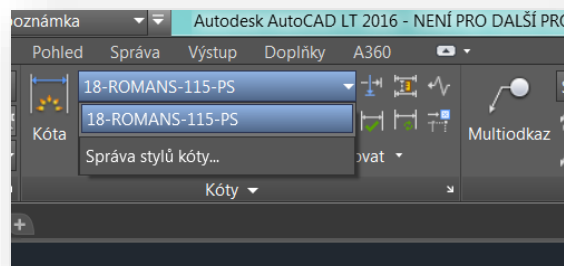 oznámka Autodesk AutoCAD LT 2016 - NENÍ PRO DALŠÍ PRO
Pohled Správa Výstup Doplňky A360
18-ROMANS-115-PS
18-ROMANS-115-PS
Kóta Multiodkaz
Správa stylů kóty... ovat
Kóty